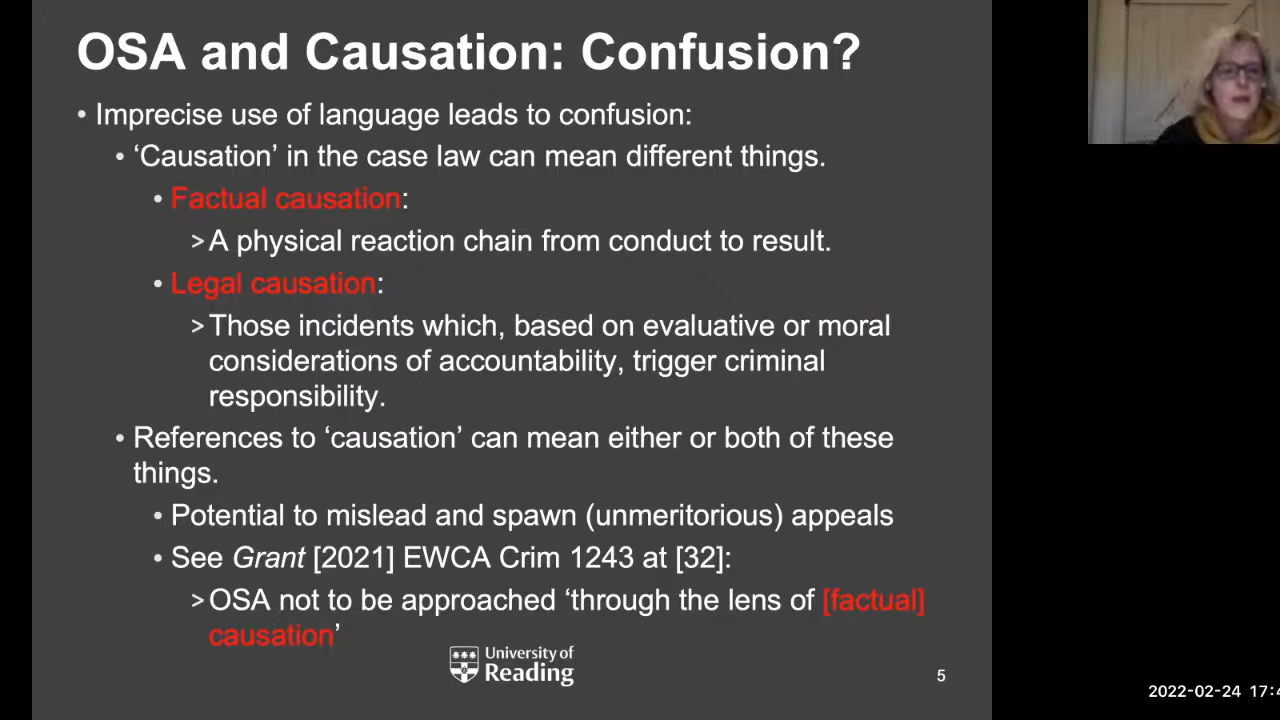 OSA and Causation: Confusion?
• Imprecise use of language leads to confusion:
• ‘Causation’ in the case law can mean different things.
• Factual causation:
> A physical reaction chain from conduct to result.
• Legal causation:
> Those incidents which, based on evaluative or moral
considerations of accountability, trigger criminal
responsibility.
• References to ‘causation’ can mean either or both of these
things.
• Potential to mislead and spawn (unmeritorious) appeals
• See Grant [2021] EWCA Crim 1243 at [32]:
> OSA not to be approached ‘through the lens of [factual]
causation’
University of
Reading
5
2022-02-24 17:4